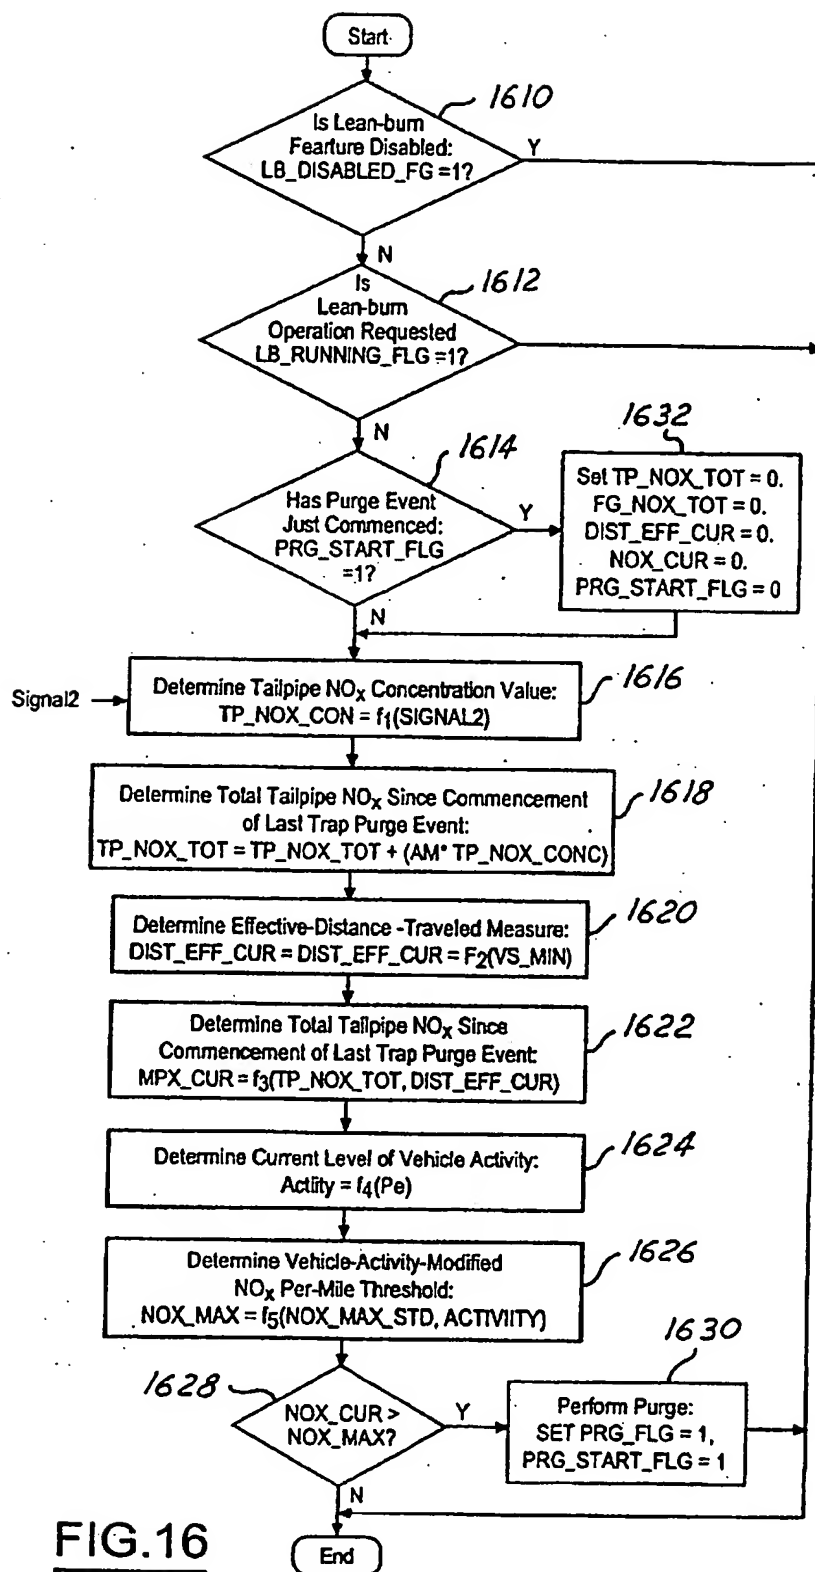 Start
1610
Is Lean-burn
Fearture Disabled:
LB_DISABLED_FG =1?
Y
N
1612
Is
Lean-burn
Operation Requested
LB_RUNNING_FLG =1?
N
1614
Has Purge Event
Just Commenced:
PRG_START_FLG
=1?
Y
N
1632
Set TP_NOX_TOT = 0.
FG_NOX_TOT = 0.
DIST_EFF_CUR = 0.
NOX_CUR = 0.
PRG_START_FLG = 0
Signal2
1616
Determine Tailpipe NOx Concentration Value:
TP_NOX_CON = f1(SIGNAL2)
1618
Determine Total Tailpipe NOx Since Commencement
of Last Trap Purge Event:
TP_NOX_TOT = TP_NOX_TOT + (AM* TP_NOX_CONC)
1620
Determine Effective-Distance -Traveled Measure:
DIST_EFF_CUR = DIST_EFF_CUR = F2(VS_MIN)
1622
Determine Total Tailpipe NOx Since
Commencement of Last Trap Purge Event:
MPX_CUR = f3(TP_NOX_TOT, DIST_EFF_CUR)
1624
Determine Current Level of Vehicle Activity:
Actiity = f4(Pe)
1626
Determine Vehicle-Activity-Modified
NOx Per-Mile Threshold:
NOX_MAX = f5(NOX_MAX_STD, ACTIVIITY)
1628
NOX_CUR >
NOX_MAX?
Y
N
1630
Perform Purge:
SET PRG_FLG = 1,
PRG_START_FLG = 1
End
FIG.16